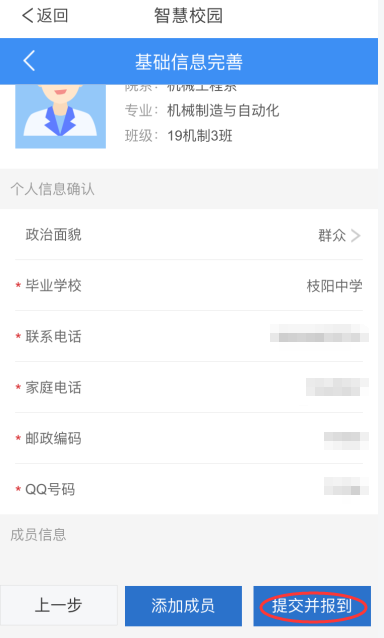 返回 智慧校园
基础信息完善
院系: 机械工程系
专业: 机械制造与自动化
班级: 19机制3班
个人信息确认
政治面貌 群众
* 毕业学校 枝阳中学
* 联系电话
* 家庭电话
* 邮政编码
* QQ号码
成员信息
上一步 添加成员 提交并报到